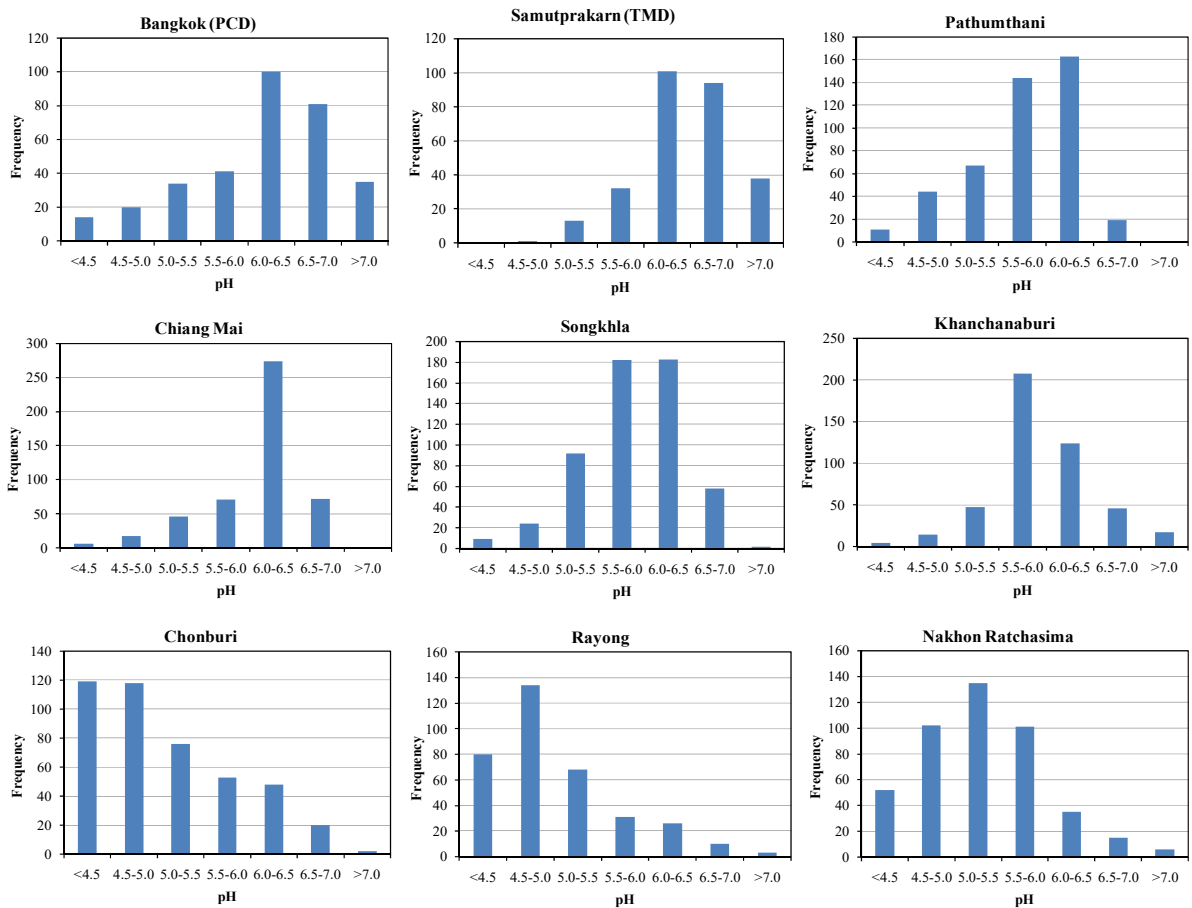 Bangkok (PCD)
Frequency
120
100
80
60
40
20
0
<4.5 4.5-5.0 5.0-5.5 5.5-6.0 6.0-6.5 6.5-7.0 >7.0
pH
Samutprakarn (TMD)
Frequency
120
100
80
60
40
20
0
<4.5 4.5-5.0 5.0-5.5 5.5-6.0 6.0-6.5 6.5-7.0 >7.0
pH
Pathumthani
Frequency
180
160
140
120
100
80
60
40
20
0
<4.5 4.5-5.0 5.0-5.5 5.5-6.0 6.0-6.5 6.5-7.0 >7.0
pH
Chiang Mai
Frequency
300
250
200
150
100
50
0
<4.5 4.5-5.0 5.0-5.5 5.5-6.0 6.0-6.5 6.5-7.0 >7.0
pH
Songkhla
Frequency
200
180
160
140
120
100
80
60
40
20
0
<4.5 4.5-5.0 5.0-5.5 5.5-6.0 6.0-6.5 6.5-7.0 >7.0
pH
Khanchanaburi
Frequency
250
200
150
100
50
0
<4.5 4.5-5.0 5.0-5.5 5.5-6.0 6.0-6.5 6.5-7.0 >7.0
pH
Chonburi
Frequency
140
120
100
80
60
40
20
0
<4.5 4.5-5.0 5.0-5.5 5.5-6.0 6.0-6.5 6.5-7.0 >7.0
pH
Rayong
Frequency
160
140
120
100
80
60
40
20
0
<4.5 4.5-5.0 5.0-5.5 5.5-6.0 6.0-6.5 6.5-7.0 >7.0
pH
Nakhon Ratchasima
Frequency
160
140
120
100
80
60
40
20
0
<4.5 4.5-5.0 5.0-5.5 5.5-6.0 6.0-6.5 6.5-7.0 >7.0
pH